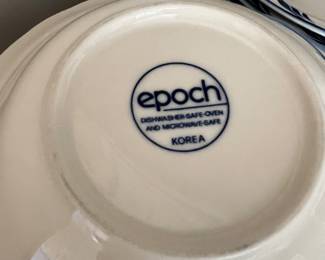 epoch
DISHWASHER-SAFE-OVEN
AND MICROWAVE-SAFE
KOREA